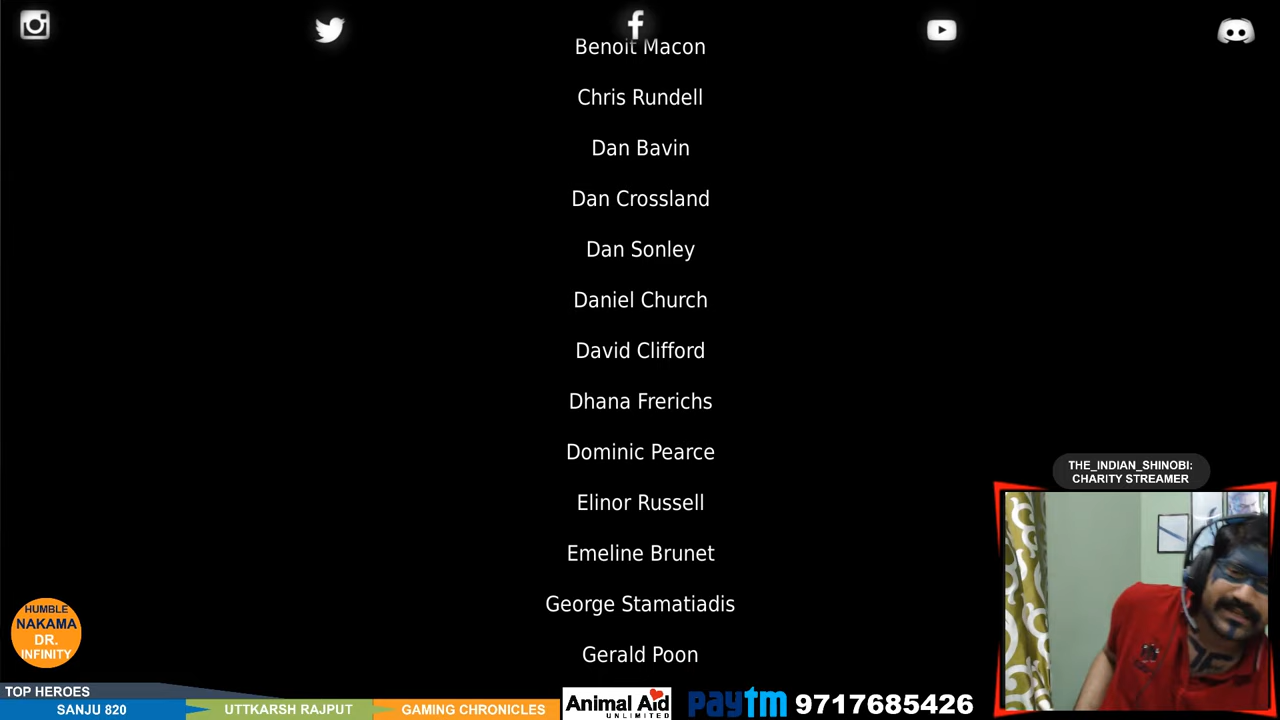 Benoit Macon
Chris Rundell
Dan Bavin
Dan Crossland
Dan Sonley
Daniel Church
David Clifford
Dhana Frerichs
Dominic Pearce
Elinor Russell
Emeline Brunet
George Stamatiadis
Gerald Poon
THE_INDIAN_SHINOBI:
CHARITY STREAMER
HUMBLE
NAKAMA
DR.
INFINITY
TOP HEROES
SANJU 820
UTTKARSH RAJPUT
GAMING CHRONICLES
Animal Aid
UNLIMITED
paytm 9717685426